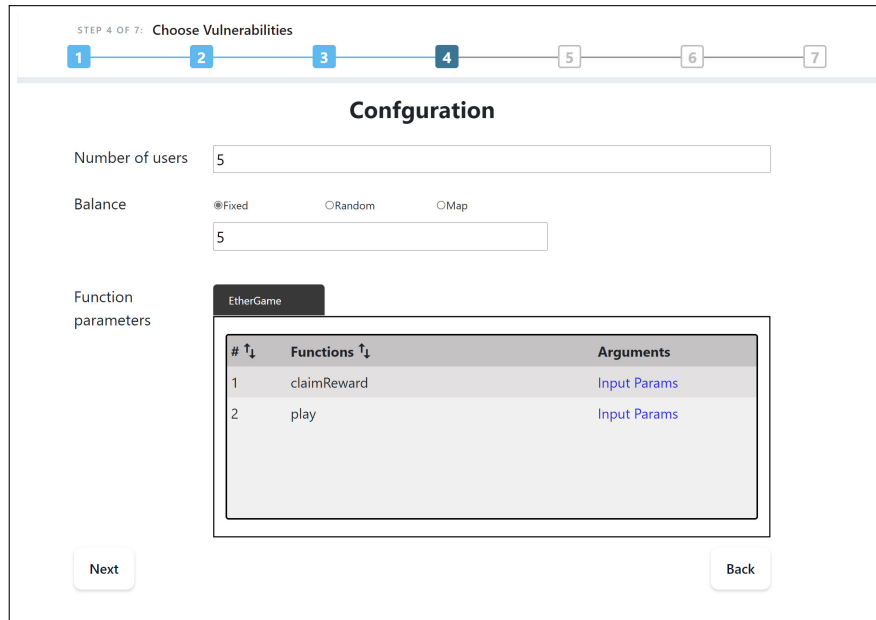 STEP 4 OF 7: Choose Vulnerabilities
1 2 3 4 5 6 7
Confguration
Number of users 5
Balance Fixed Random Map
5
Function parameters
EtherGame
# ↑↓ Functions ↑↓ Arguments
1 claimReward Input Params
2 play Input Params
Next Back